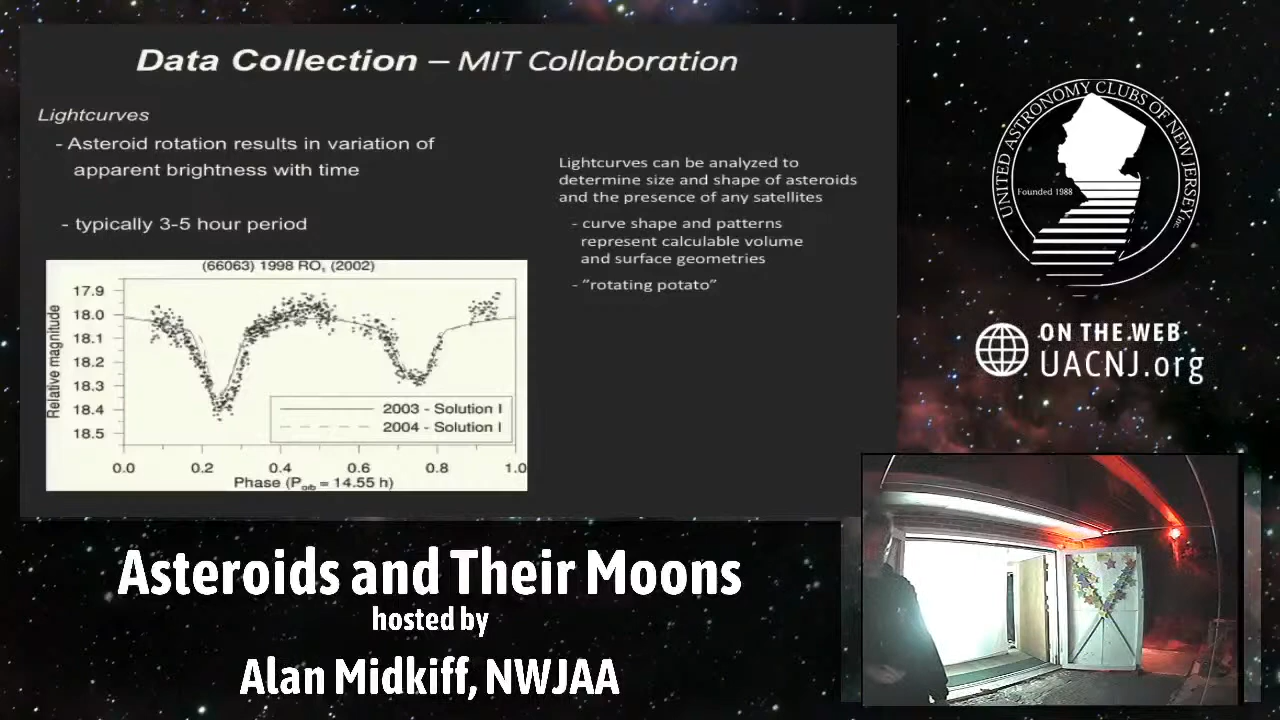 Data Collection – MIT Collaboration
Lightcurves
- Asteroid rotation results in variation of
apparent brightness with time
- typically 3-5 hour period
(66063) 1998 RO₁ (2002)
Relative magnitude
17.9
18.0
18.1
18.2
18.3
18.4
18.5
2003 - Solution I
2004 - Solution I
0.0 0.2 0.4 0.6 0.8 1.0
Phase (Pₒᵣb = 14.55 h)
Lightcurves can be analyzed to
determine size and shape of asteroids
and the presence of any satellites
- curve shape and patterns
represent calculable volume
and surface geometries
- "rotating potato"
UNITED ASTRONOMY CLUBS OF NEW JERSEY, Inc
Founded 1988
ON THE WEB
UACNJ.org
Asteroids and Their Moons
hosted by
Alan Midkiff, NWJAA